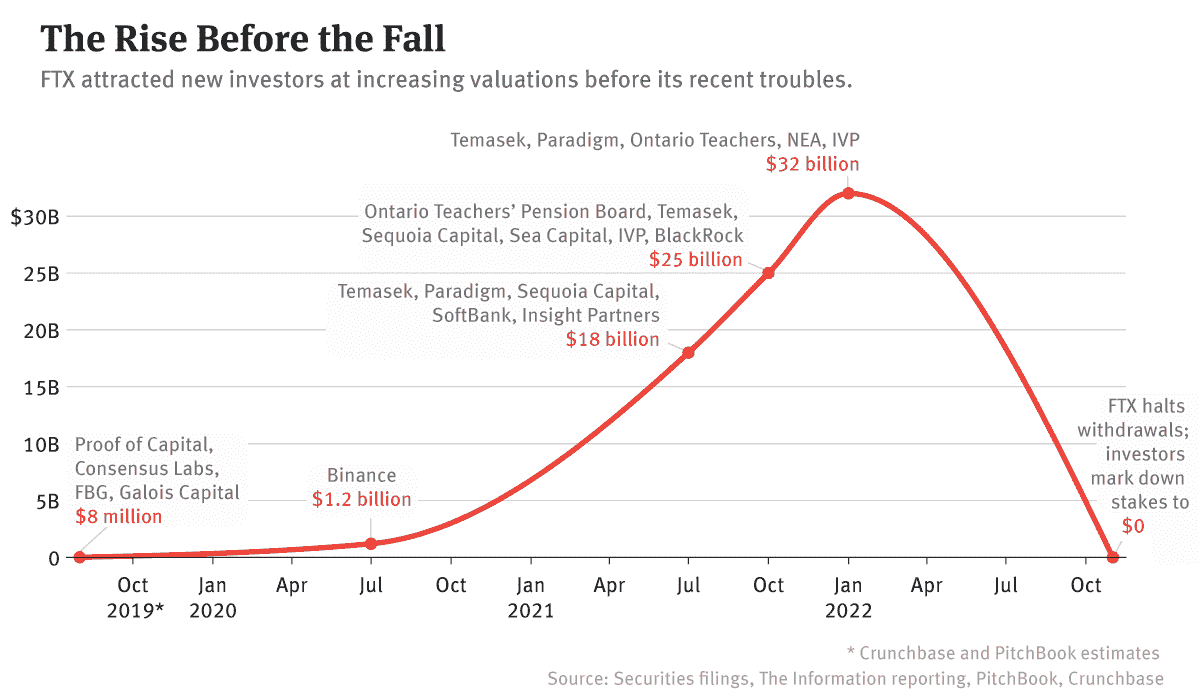 The Rise Before the Fall
FTX attracted new investors at increasing valuations before its recent troubles.
Temasek, Paradigm, Ontario Teachers, NEA, IVP
$32 billion
Ontario Teachers' Pension Board, Temasek,
Sequoia Capital, Sea Capital, IVP, BlackRock
$25 billion
Temasek, Paradigm, Sequoia Capital,
SoftBank, Insight Partners
$18 billion
Proof of Capital,
Consensus Labs,
FBG, Galois Capital
$8 million
Binance
$1.2 billion
FTX halts
withdrawals;
investors
mark down
stakes to
$0
$30B
25B
20B
15B
10B
5B
0
Oct Jan Apr Jul Oct Jan Apr Jul Oct Jan Apr Jul Oct
2019* 2020 2021 2022
* Crunchbase and PitchBook estimates
Source: Securities filings, The Information reporting, PitchBook, Crunchbase